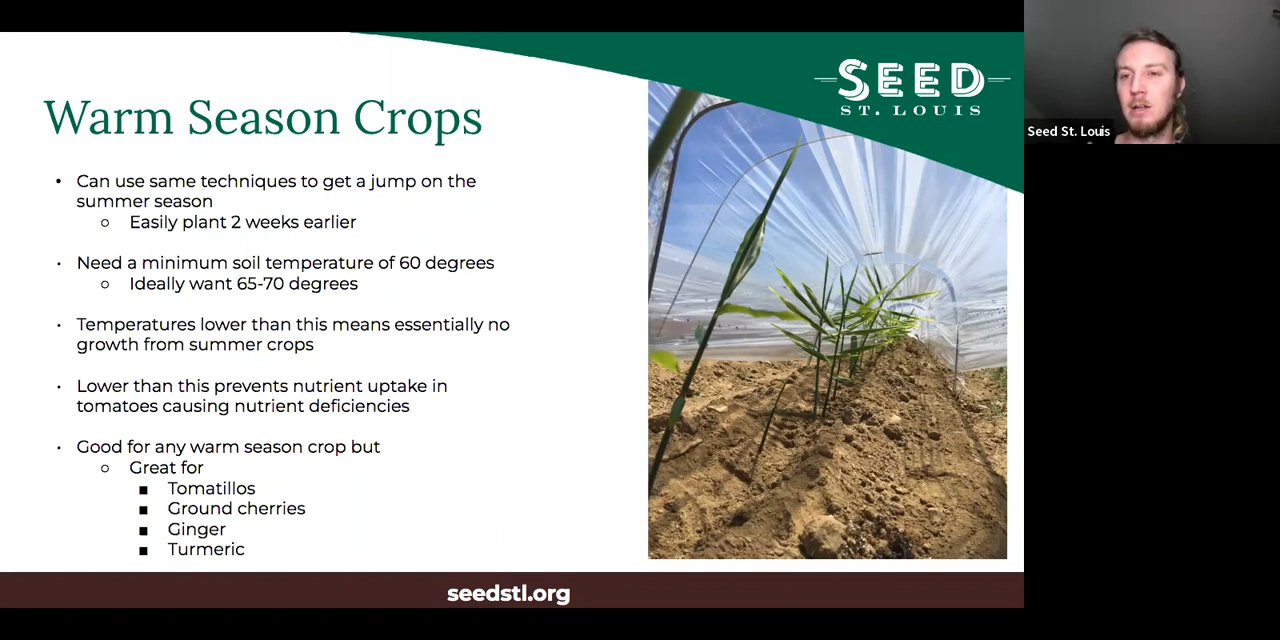 SEED
ST. LOUIS
Warm Season Crops
Seed St. Louis
• Can use same techniques to get a jump on the
summer season
○ Easily plant 2 weeks earlier
• Need a minimum soil temperature of 60 degrees
○ Ideally want 65-70 degrees
• Temperatures lower than this means essentially no
growth from summer crops
• Lower than this prevents nutrient uptake in
tomatoes causing nutrient deficiencies
• Good for any warm season crop but
○ Great for
■ Tomatillos
■ Ground cherries
■ Ginger
■ Turmeric
seedstl.org